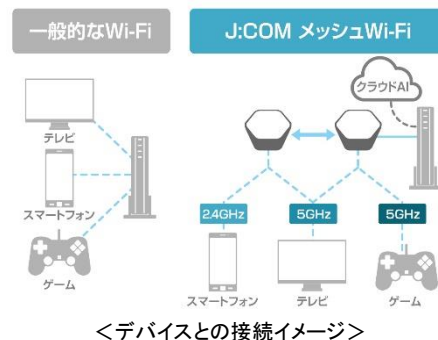 一般的なWi-Fi
テレビ
スマートフォン
ゲーム
J:COM メッシュWi-Fi
クラウドAI
2.4GHz
5GHz
5GHz
スマートフォン
テレビ
ゲーム
＜デバイスとの接続イメージ＞